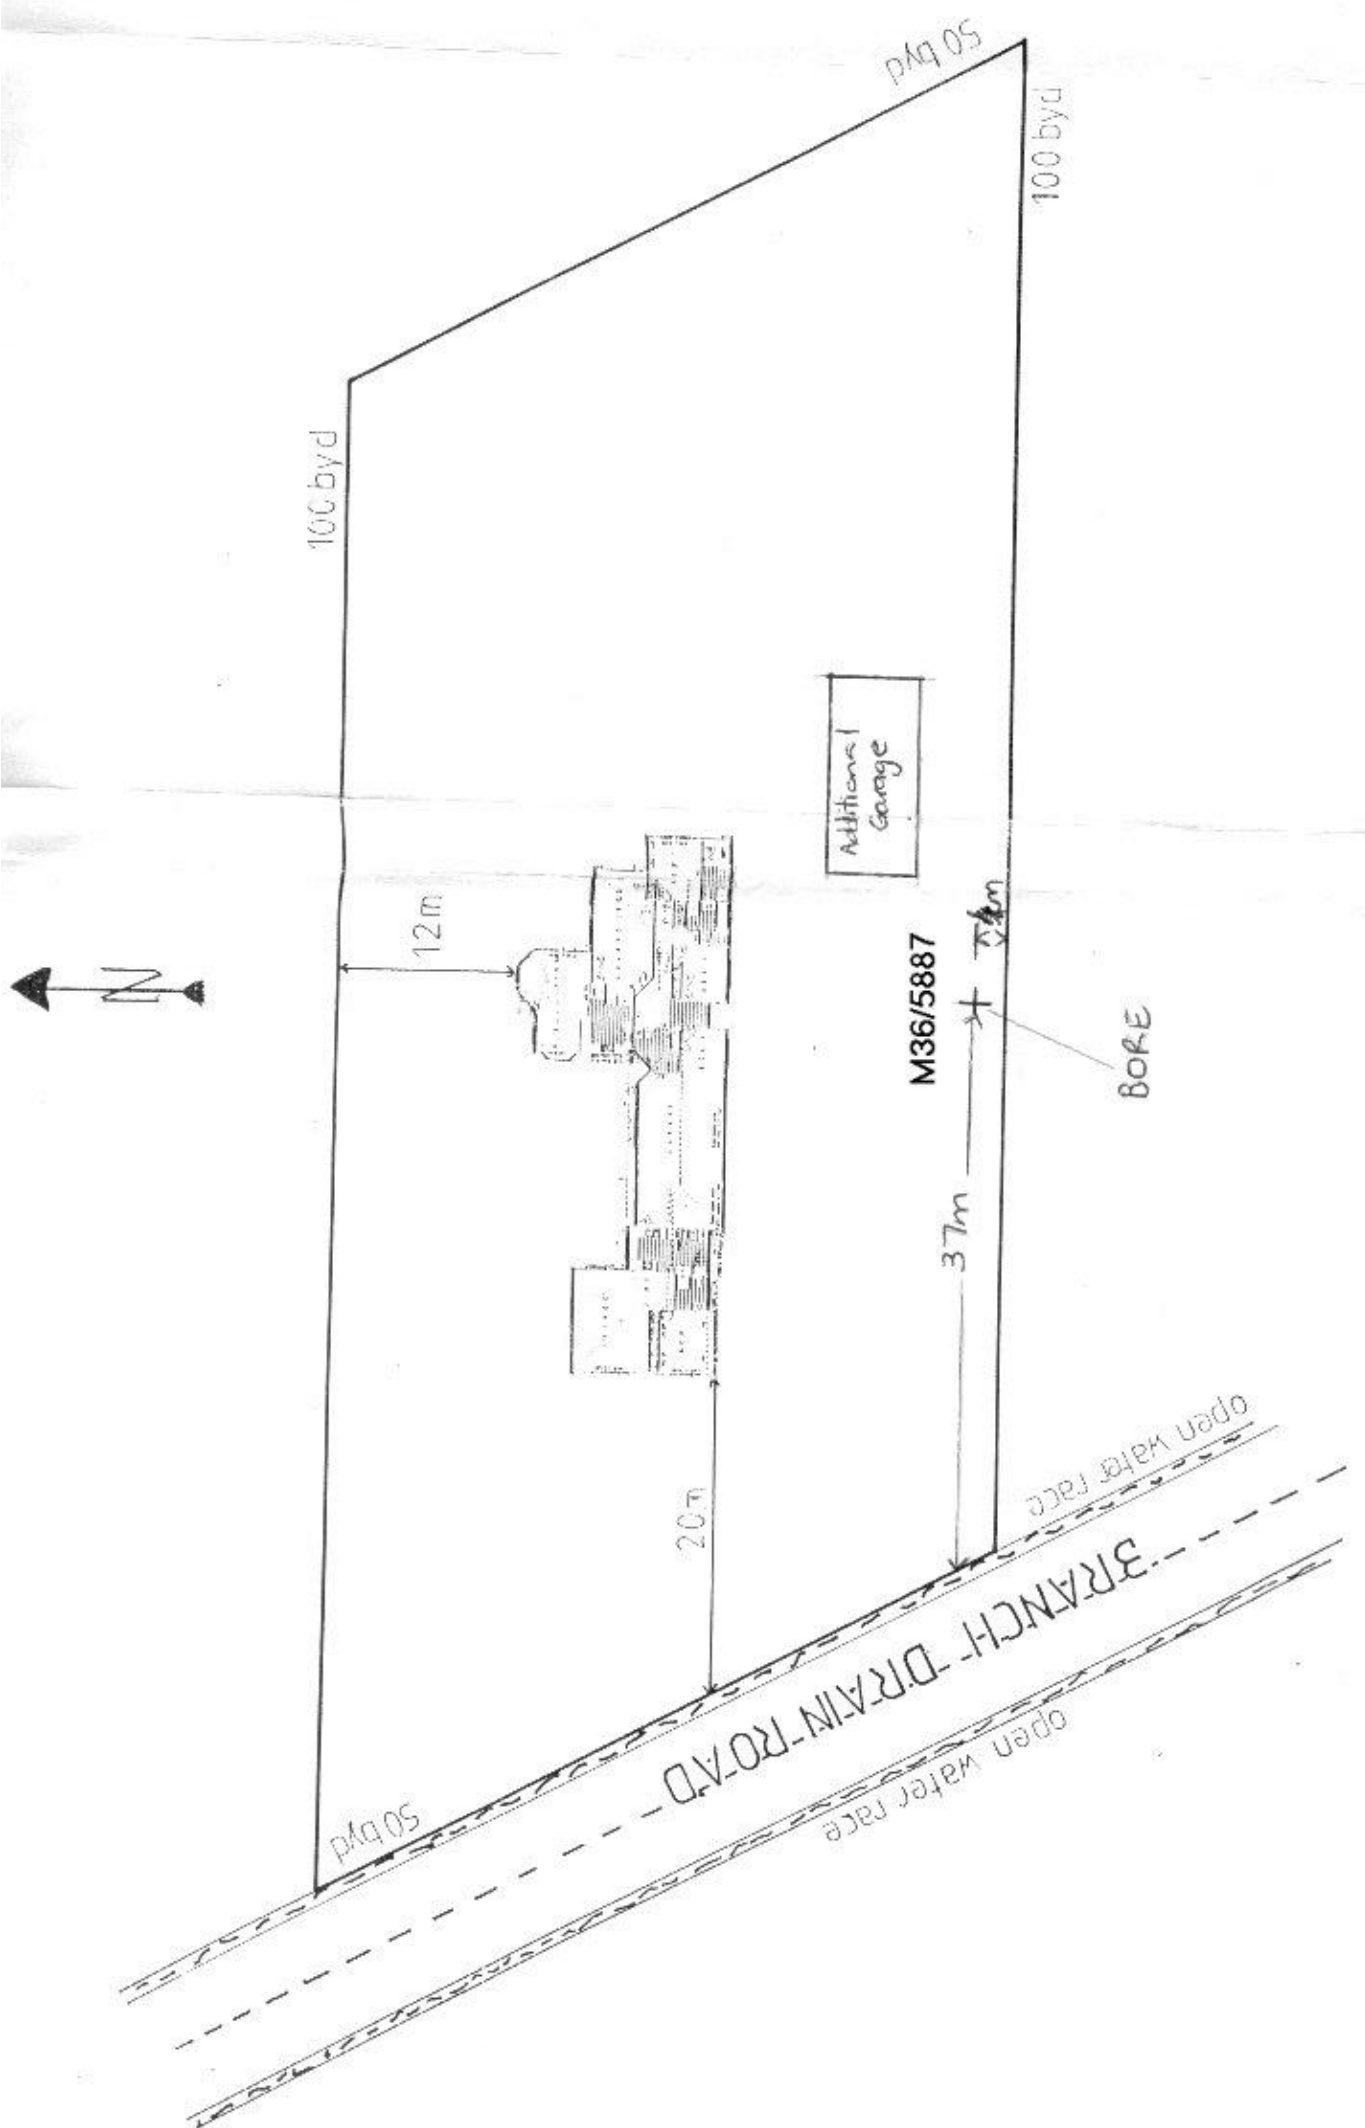 N
100 byd
50 byd
100 byd
12m
Additional
Garage
M36/5887
BORE
37m
20m
50 byd
open water race
BRANCH DRAIN ROAD
open water race